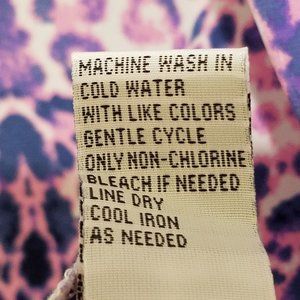 MACHINE WASH IN
COLD WATER
WITH LIKE COLORS
GENTLE CYCLE
ONLY NON-CHLORINE
BLEACH IF NEEDED
LINE DRY
COOL IRON
AS NEEDED